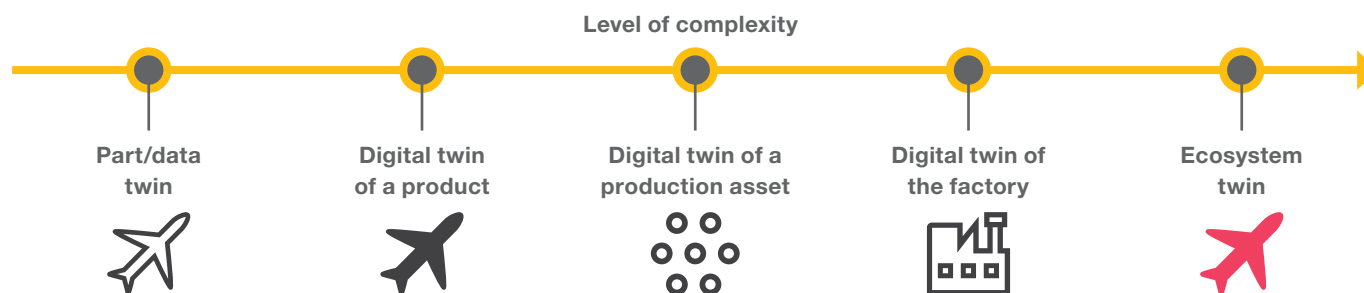 Level of complexity
Part/data
twin
Digital twin
of a product
Digital twin of a
production asset
Digital twin of
the factory
Ecosystem
twin